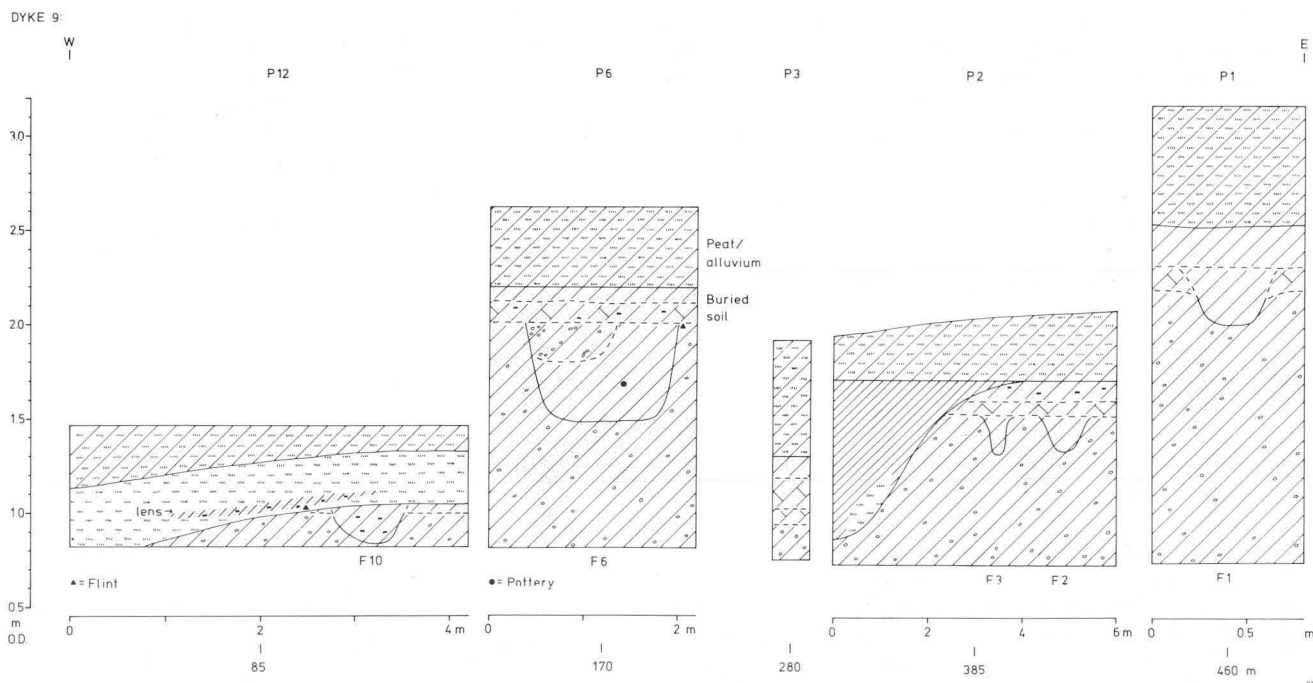 DYKE 9:
W
E
P12
P6
P3
P2
P1
3.0
2.5
2.0
1.5
1.0
0.5
m
O.D.
Peat/
alluvium
Buried
soil
lens→
F10
F6
F3
F2
F1
▲ = Flint
● = Pottery
0 2 4 m
0 2 m
0 2 4 6 m
0 0.5 m
85
170
280
385
460 m